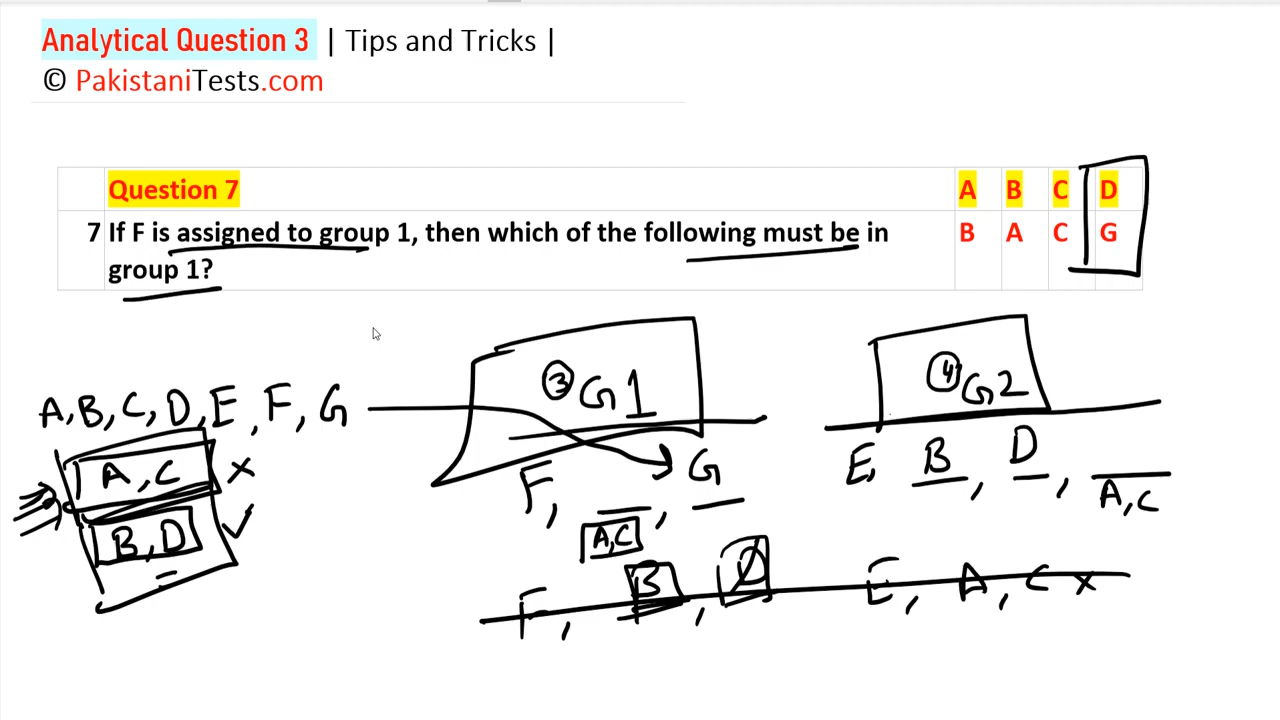 Analytical Question 3 | Tips and Tricks |
© PakistaniTests.com
Question 7 A B C D
7 If F is assigned to group 1, then which of the following must be in B A C G
group 1?
3 G1 4 G2
A, B, C, D, E, F, G
F, G E, B, D,
A, C x A, C A, C
B, D ✓
F, B, D E, A, C x